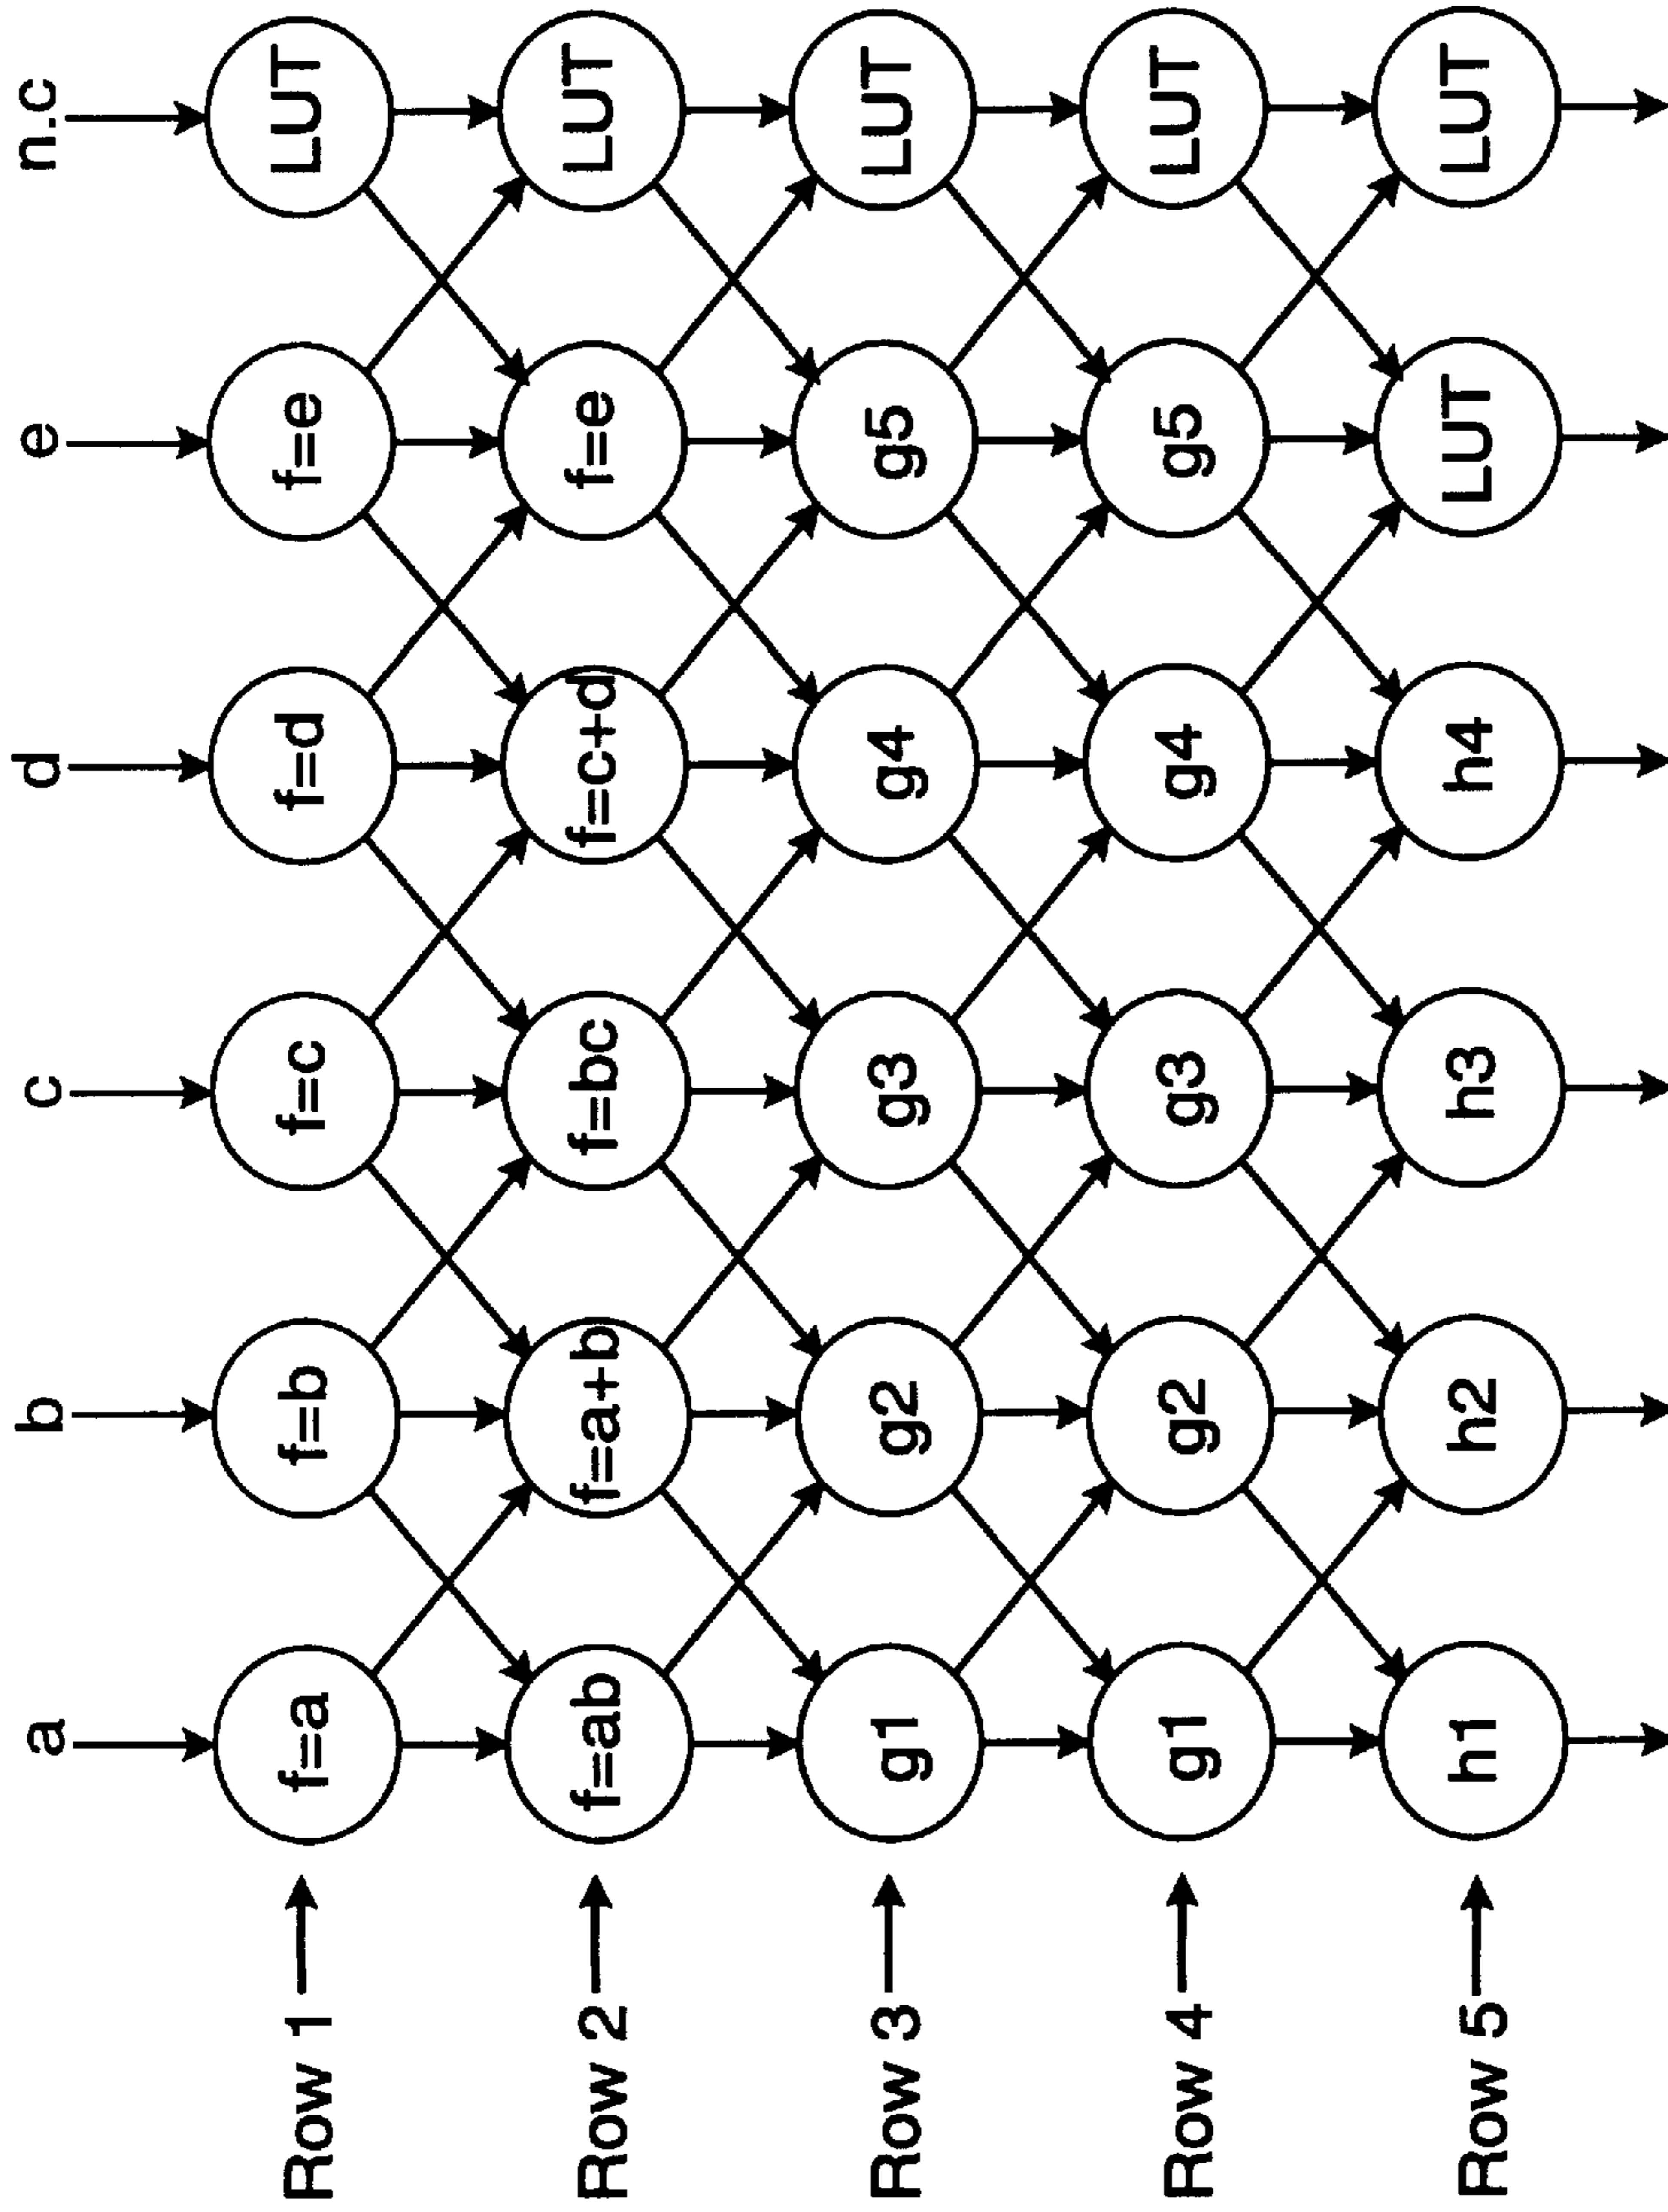 a b c d e n.c
Row 1 f=a f=b f=c f=d f=e LUT
Row 2 f=ab f=a+b f=bc f=c+d f=e LUT
Row 3 g1 g2 g3 g4 g5 LUT
Row 4 g1 g2 g3 g4 g5 LUT
Row 5 h1 h2 h3 h4 LUT LUT